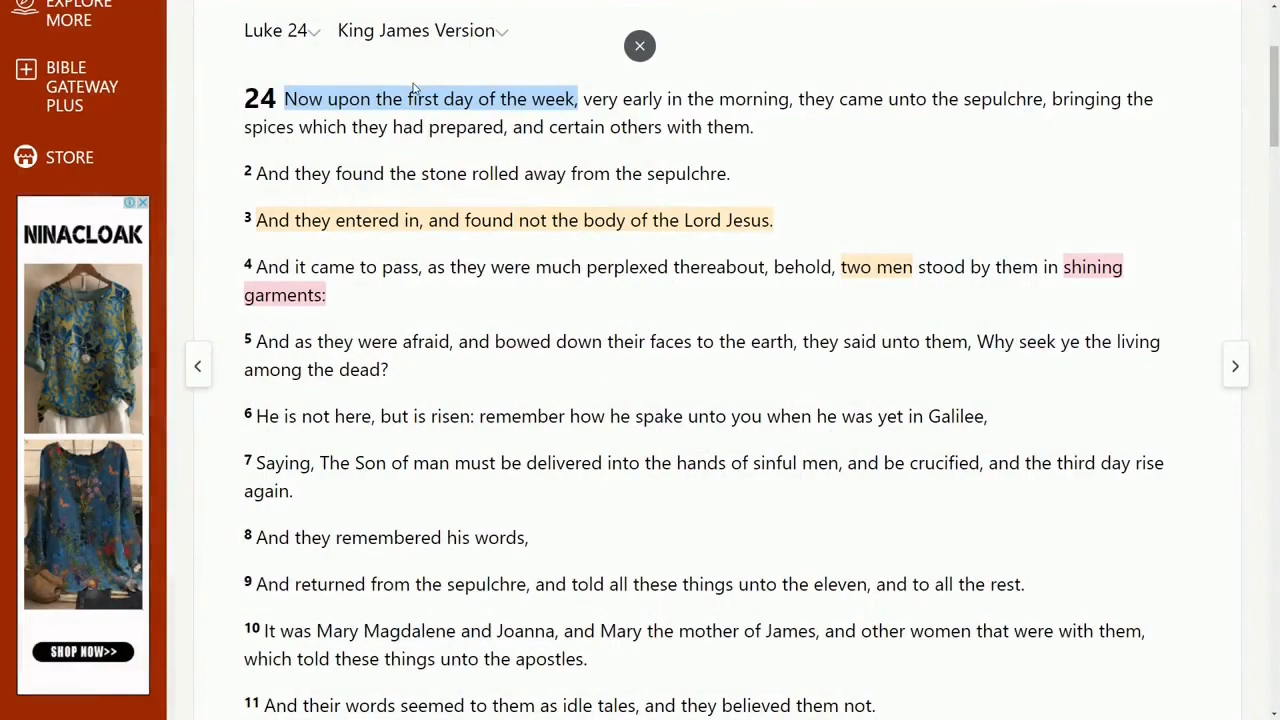 EXPLORE
MORE
BIBLE
GATEWAY
PLUS
STORE
NINACLOAK
SHOP NOW>>
Luke 24 King James Version
24 Now upon the first day of the week, very early in the morning, they came unto the sepulchre, bringing the
spices which they had prepared, and certain others with them.
2 And they found the stone rolled away from the sepulchre.
3 And they entered in, and found not the body of the Lord Jesus.
4 And it came to pass, as they were much perplexed thereabout, behold, two men stood by them in shining
garments:
5 And as they were afraid, and bowed down their faces to the earth, they said unto them, Why seek ye the living
among the dead?
6 He is not here, but is risen: remember how he spake unto you when he was yet in Galilee,
7 Saying, The Son of man must be delivered into the hands of sinful men, and be crucified, and the third day rise
again.
8 And they remembered his words,
9 And returned from the sepulchre, and told all these things unto the eleven, and to all the rest.
10 It was Mary Magdalene and Joanna, and Mary the mother of James, and other women that were with them,
which told these things unto the apostles.
11 And their words seemed to them as idle tales, and they believed them not.